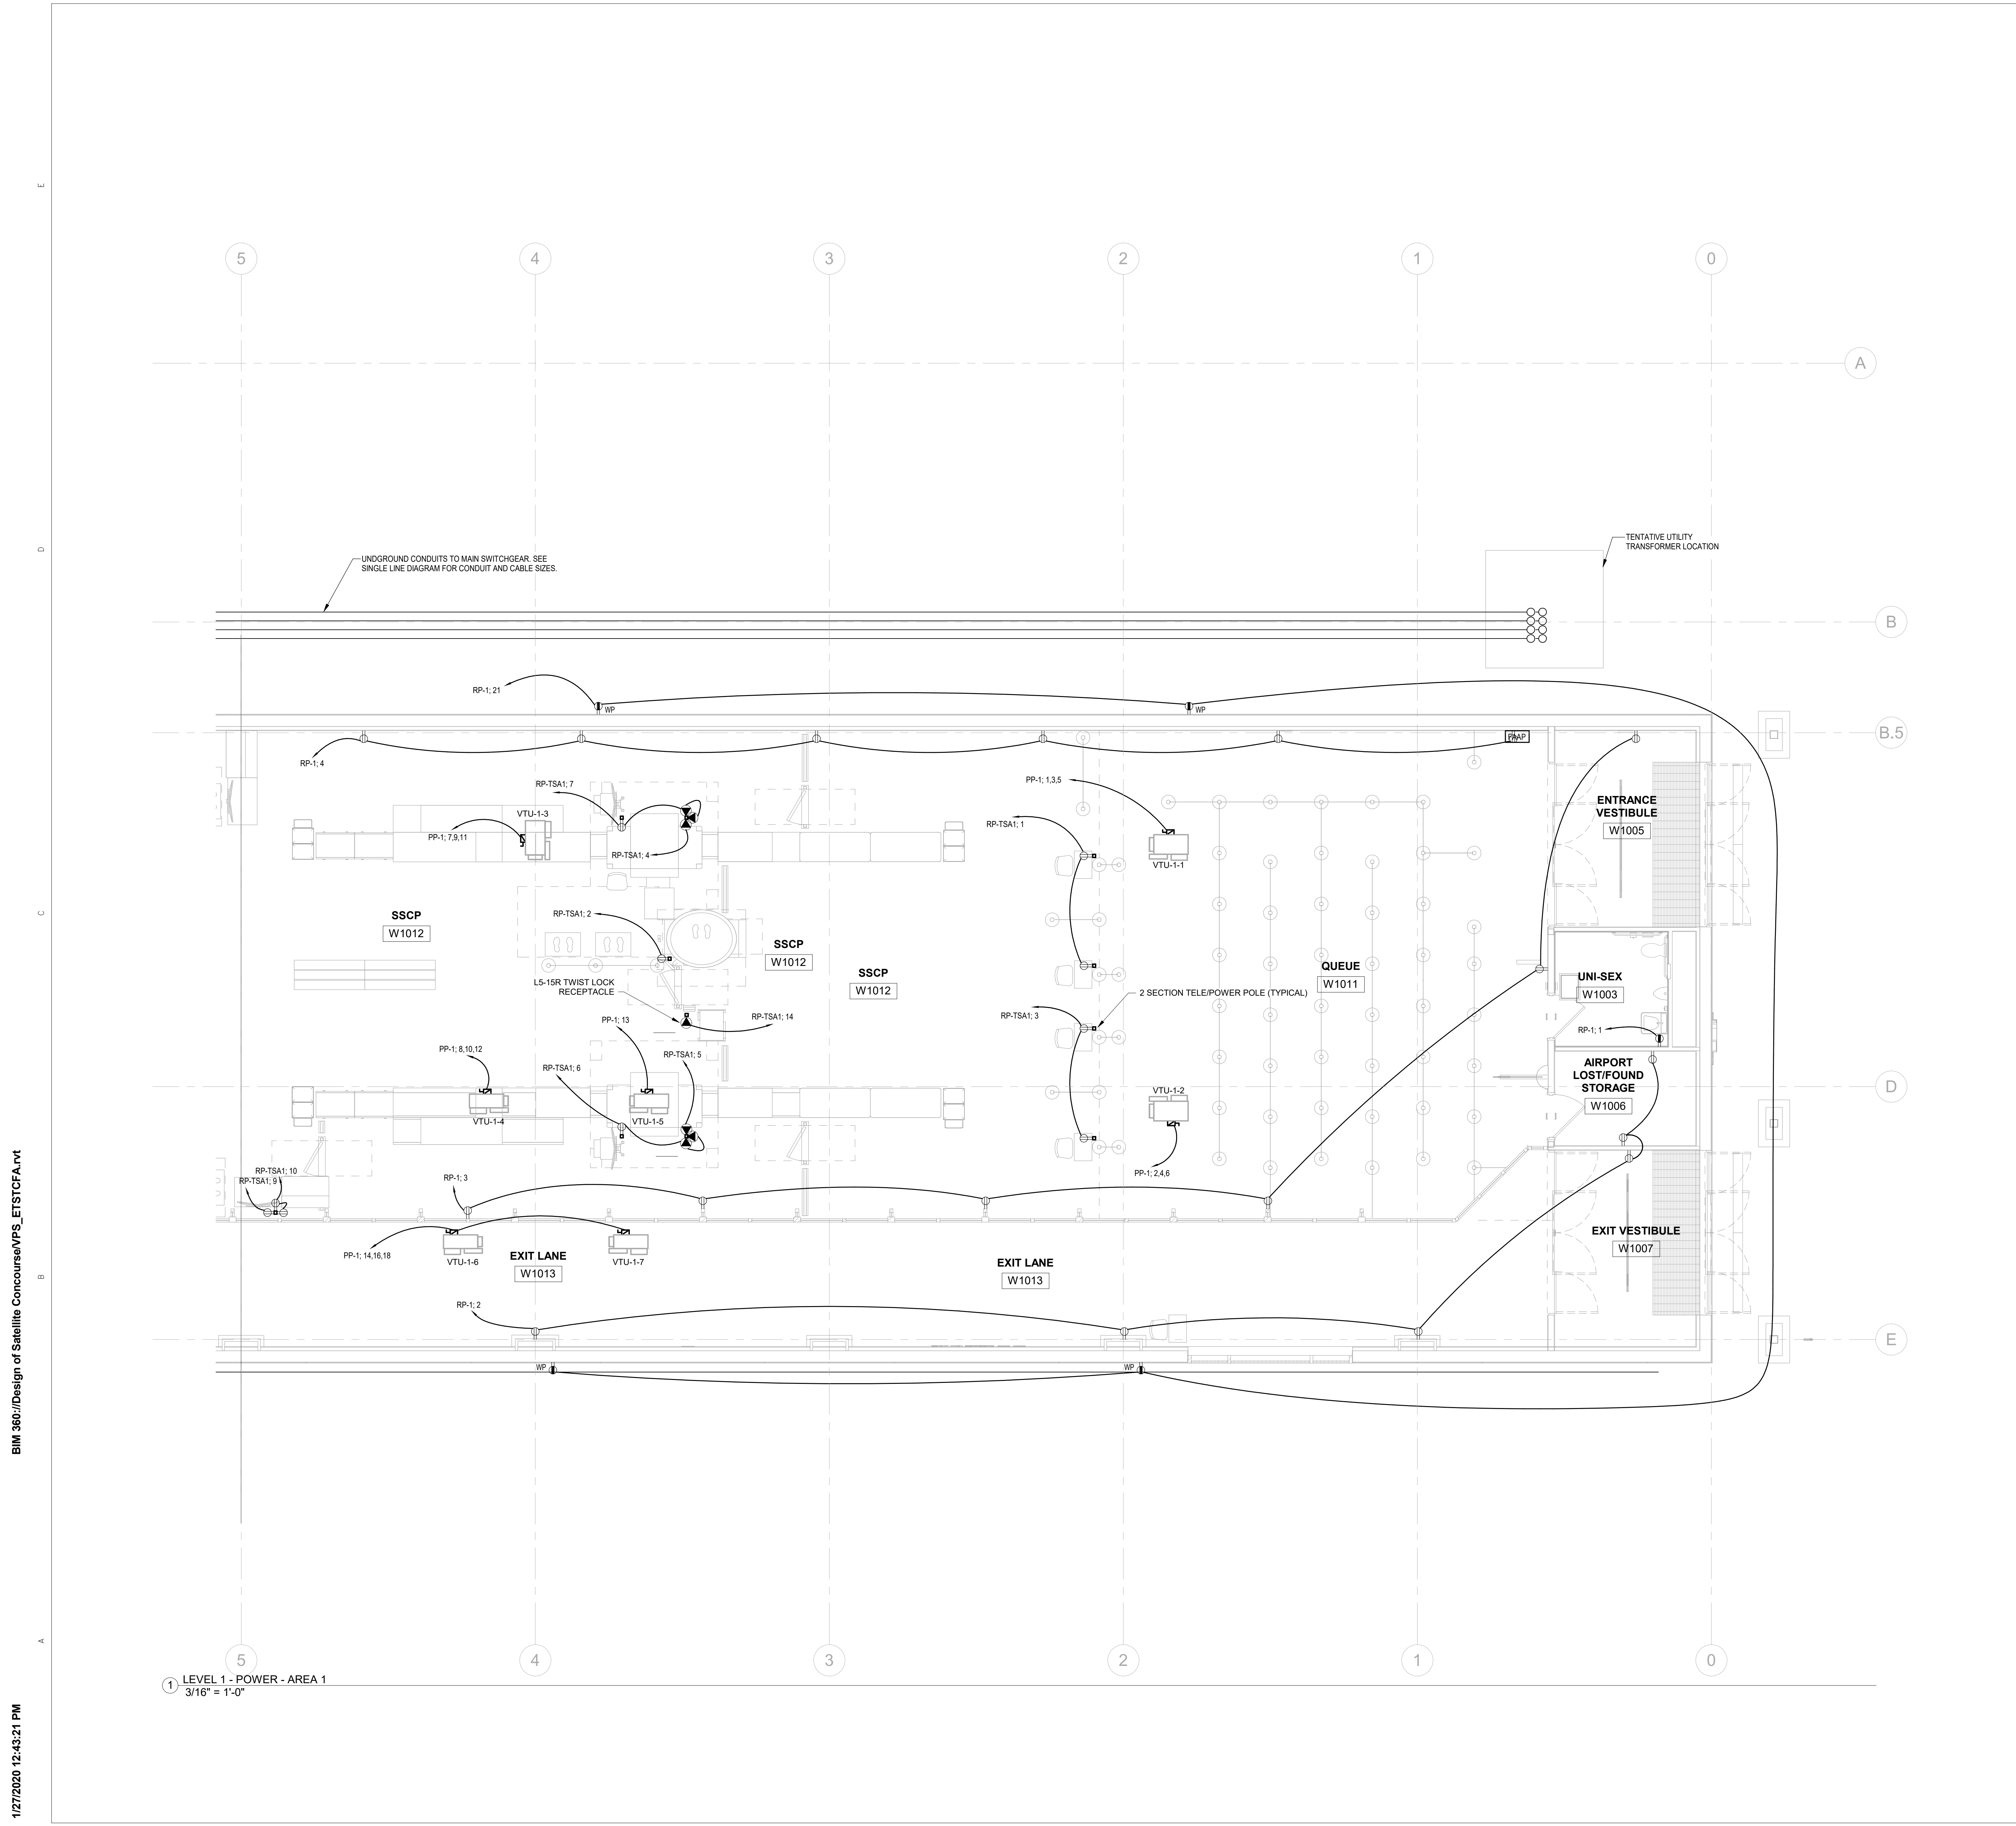 E
D
C
B
A
BIM 360://Design of Satellite Concourse/VPS_ETSTCFA.rvt
1/27/2020 12:43:21 PM
5
4
3
2
1
0
A
B
B.5
D
E
UNDGROUND CONDUITS TO MAIN SWITCHGEAR. SEE
SINGLE LINE DIAGRAM FOR CONDUIT AND CABLE SIZES.
TENTATIVE UTILITY
TRANSFORMER LOCATION
RP-1; 21
WP
WP
RP-1; 4
RP-TSA1; 7
VTU-1-3
PP-1; 7,9,11
RP-TSA1; 4
PP-1; 1,3,5
RP-TSA1; 1
VTU-1-1
ENTRANCE
VESTIBULE
W1005
SSCP
W1012
RP-TSA1; 2
SSCP
W1012
SSCP
W1012
QUEUE
W1011
UNI-SEX
W1003
L5-15R TWIST LOCK
RECEPTACLE
2 SECTION TELE/POWER POLE (TYPICAL)
PP-1; 13
RP-TSA1; 14
RP-TSA1; 3
RP-1; 1
PP-1; 8,10,12
RP-TSA1; 6
RP-TSA1; 5
AIRPORT
LOST/FOUND
STORAGE
W1006
VTU-1-4
VTU-1-5
VTU-1-2
PP-1; 2,4,6
RP-TSA1; 10
RP-TSA1; 9
RP-1; 3
PP-1; 14,16,18
VTU-1-6
EXIT LANE
W1013
VTU-1-7
EXIT LANE
W1013
EXIT VESTIBULE
W1007
RP-1; 2
WP
WP
5
4
3
2
1
0
1
LEVEL 1 - POWER - AREA 1
3/16" = 1'-0"